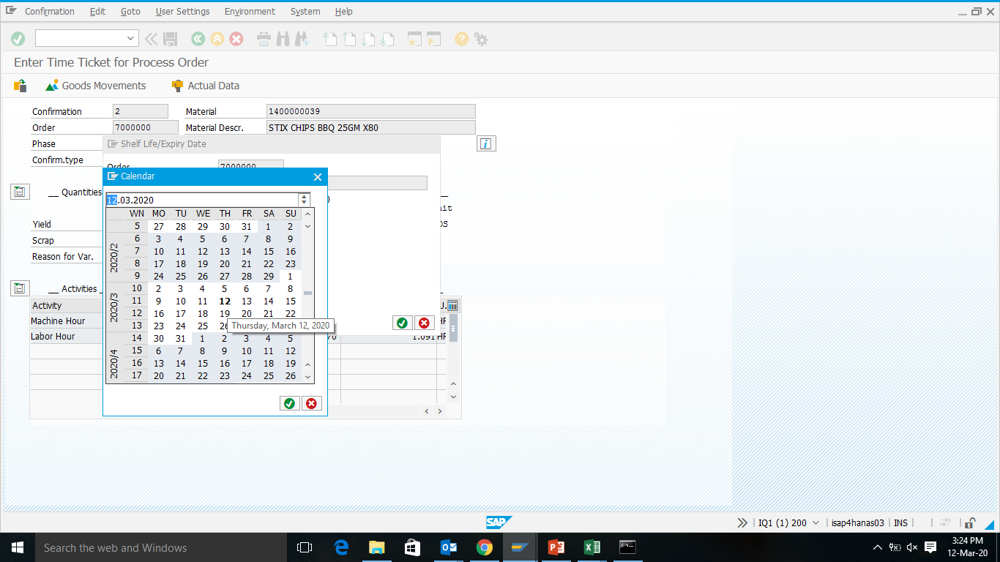 Confirmation Edit Goto User Settings Environment System Help
Enter Time Ticket for Process Order
Goods Movements Actual Data
Confirmation 2 Material 1400000039
Order 7000000 Material Descr. STIX CHIPS BBQ 25GM X80
Phase
Shelf Life/Expiry Date
Confirm.type
Order 7000000
Calendar
Quantities
12.03.2020
Yield
Scrap
Reason for Var.
WN MO TU WE TH FR SA SU
5 27 28 29 30 31 1 2
6 3 4 5 6 7 8 9
2020/2
7 10 11 12 13 14 15 16
8 17 18 19 20 21 22 23
9 24 25 26 27 28 29 1
10 2 3 4 5 6 7 8
2020/3
11 9 10 11 12 13 14 15
12 16 17 18 19 20 21 22
13 23 24 25
Thursday, March 12, 2020
14 30 31 1 2 3 4 5
15 6 7 8 9 10 11 12
2020/4
16 13 14 15 16 17 18 19
17 20 21 22 23 24 25 26
Activities
Activity
Machine Hour HR
Labor Hour 1.691 HR
SAP IQ1 (1) 200 isap4hanas03 INS
Search the web and Windows
3:24 PM
12-Mar-20